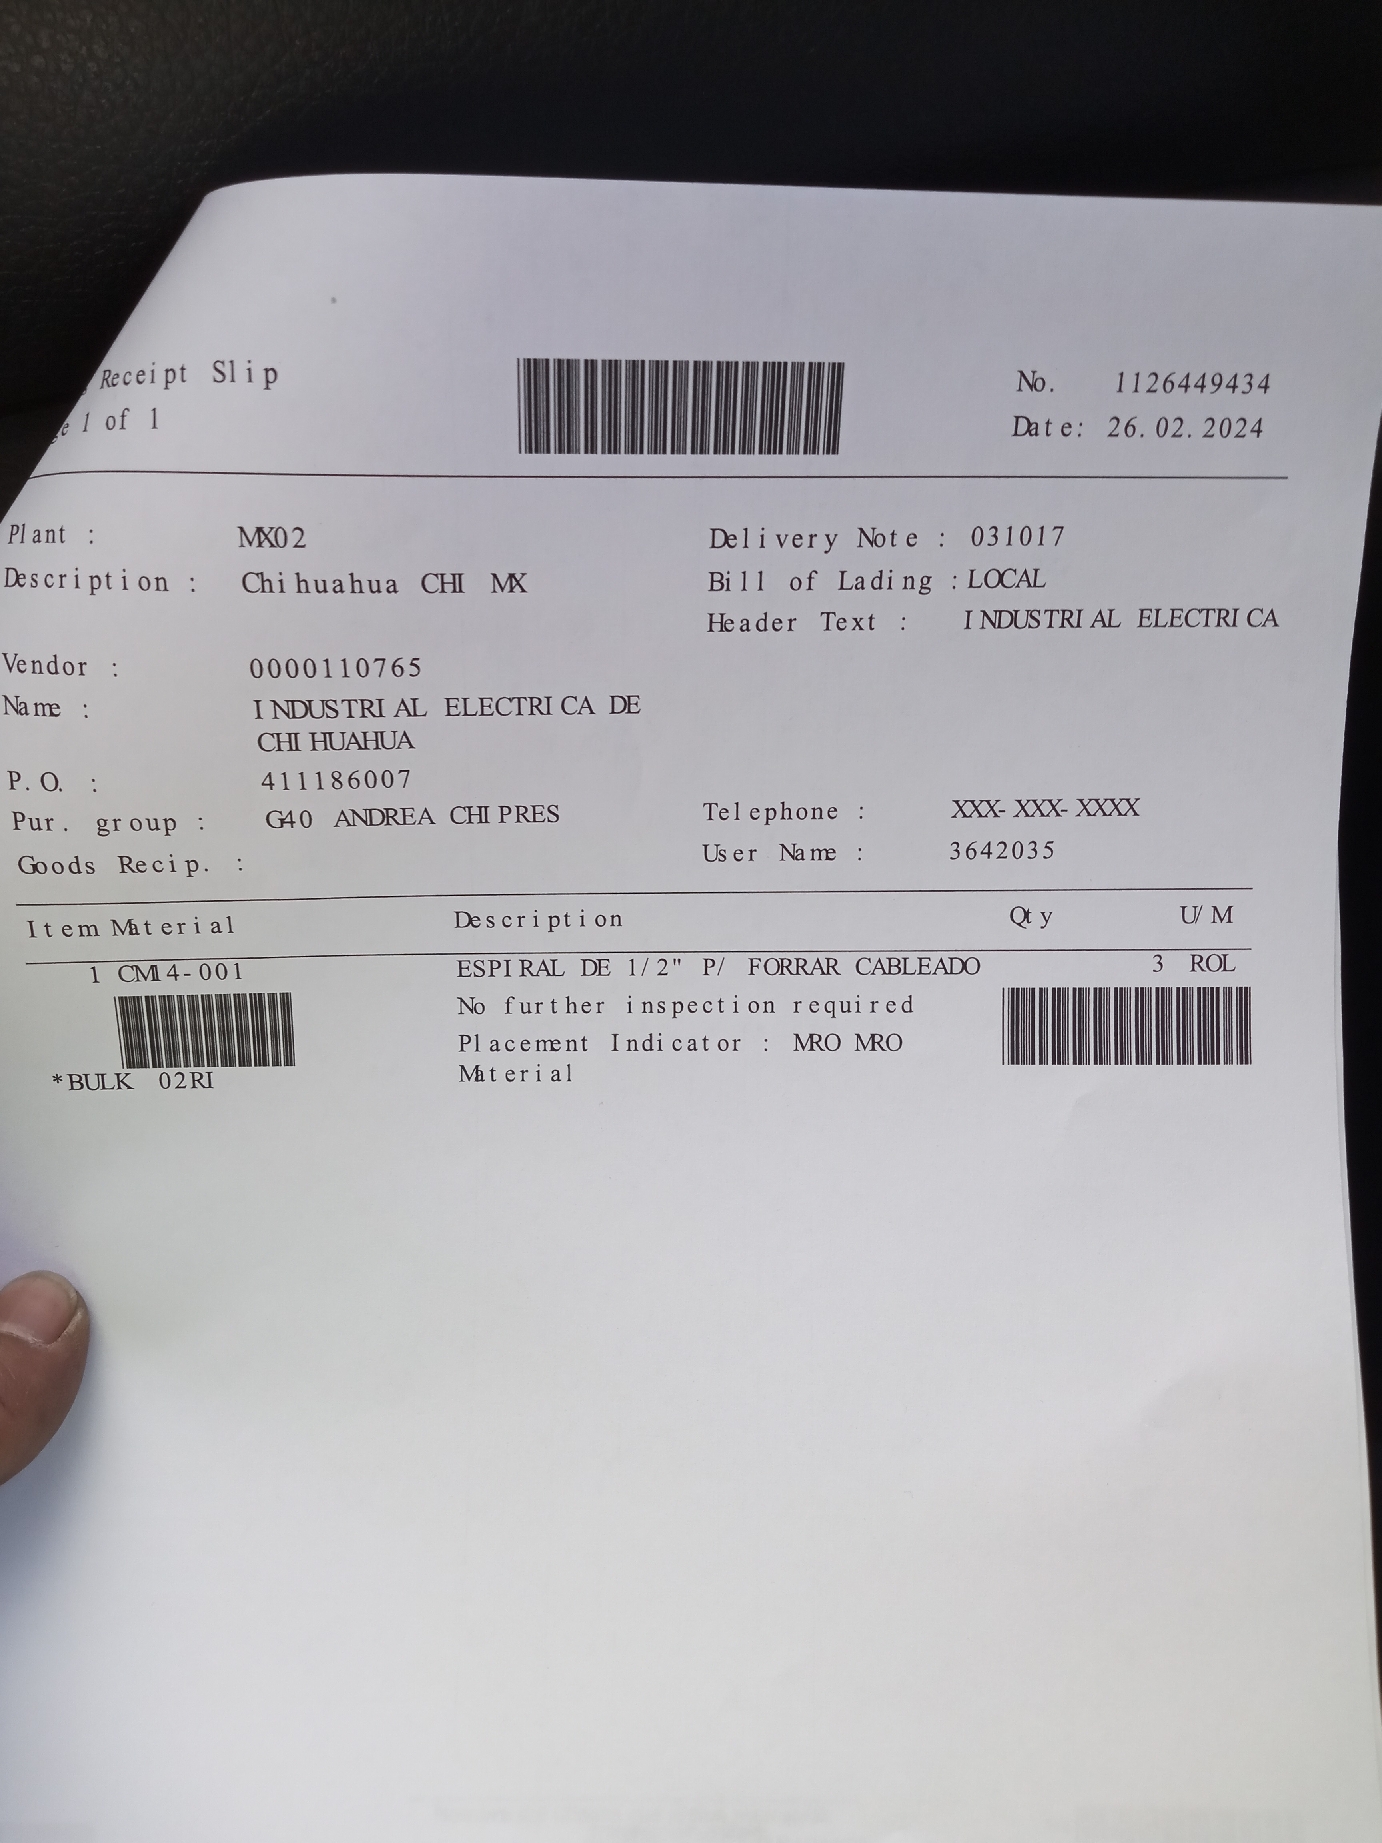 Receipt Slip
1 of 1
No. 1126449434
Date: 26.02.2024
Plant : MX02
Description : Chihuahua CHI MX
Delivery Note : 031017
Bill of Lading : LOCAL
Header Text : INDUSTRIAL ELECTRICA
Vendor : 0000110765
Name : INDUSTRIAL ELECTRICA DE
CHIHUAHUA
P.O. : 411186007
Pur. group : G40 ANDREA CHIPRES
Goods Recip. :
Telephone : XXX-XXX-XXXX
User Name : 3642035
Item Material Description Qty U/M
1 CM14-001 ESPIRAL DE 1/2" P/ FORRAR CABLEADO 3 ROL
No further inspection required
Placement Indicator : MRO MRO
Material
*BULK 02RI